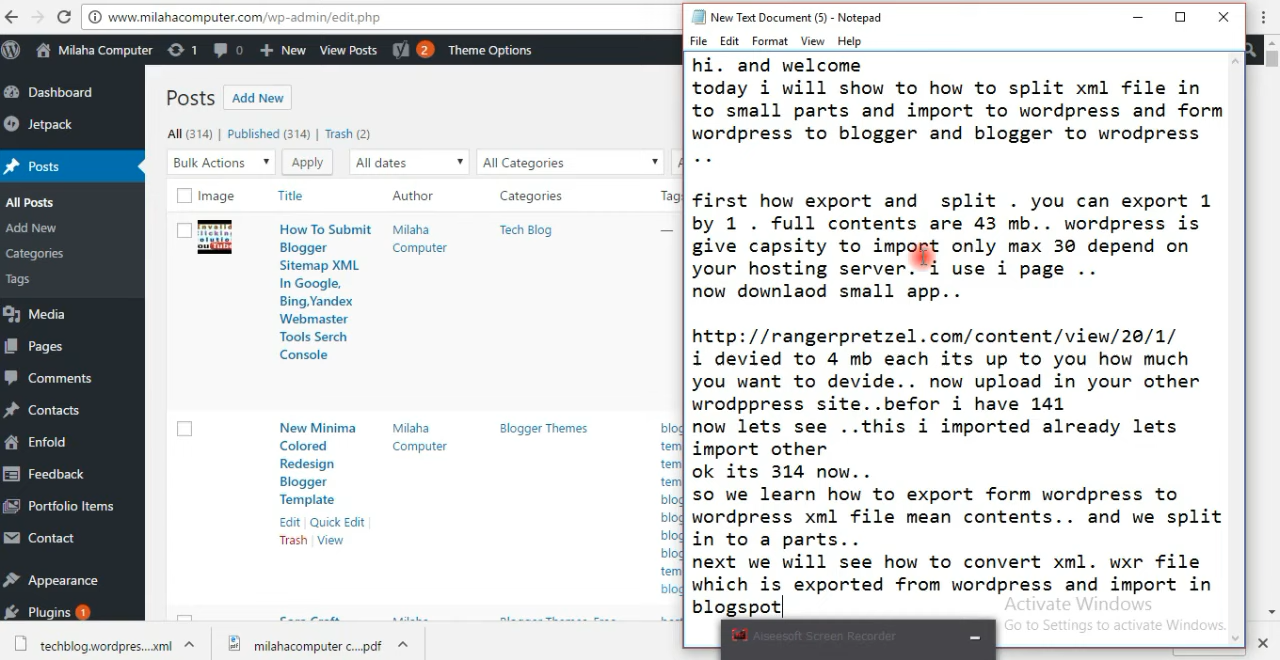 www.milahacomputer.com/wp-admin/edit.php
Milaha Computer
1
0
New
View Posts
2
Theme Options
Dashboard
Jetpack
Posts
All Posts
Add New
Categories
Tags
Media
Pages
Comments
Contacts
Enfold
Feedback
Portfolio Items
Contact
Appearance
Plugins 1
Posts Add New
All (314) | Published (314) | Trash (2)
Bulk Actions Apply All dates All Categories
Image Title Author Categories Tags
How To Submit
Blogger
Sitemap XML
In Google,
Bing,Yandex
Webmaster
Tools Serch
Console
Milaha
Computer
Tech Blog
—
New Minima
Colored
Redesign
Blogger
Template
Edit | Quick Edit |
Trash | View
Milaha
Computer
Blogger Themes
blog
tem
tem
tem
blog
blog
blog
tem
blog
New Text Document (5) - Notepad
File Edit Format View Help
hi. and welcome
today i will show to how to split xml file in
to small parts and import to wordpress and form
wordpress to blogger and blogger to wrodpress
..
first how export and  split . you can export 1
by 1 . full contents are 43 mb.. wordpress is
give capsity to import only max 30 depend on
your hosting server. i use i page ..
now downlaod small app..
http://rangerpretzel.com/content/view/20/1/
i devied to 4 mb each its up to you how much
you want to devide.. now upload in your other
wrodppress site..befor i have 141
now lets see ..this i imported already lets
import other
ok its 314 now..
so we learn how to export form wordpress to
wordpress xml file mean contents.. and we split
in to a parts..
next we will see how to convert xml. wxr file
which is exported from wordpress and import in
blogspot
Activate Windows
Go to Settings to activate Windows.
Aiseesoft Screen Recorder
techblog.wordpres....xml
milahacomputer c....pdf